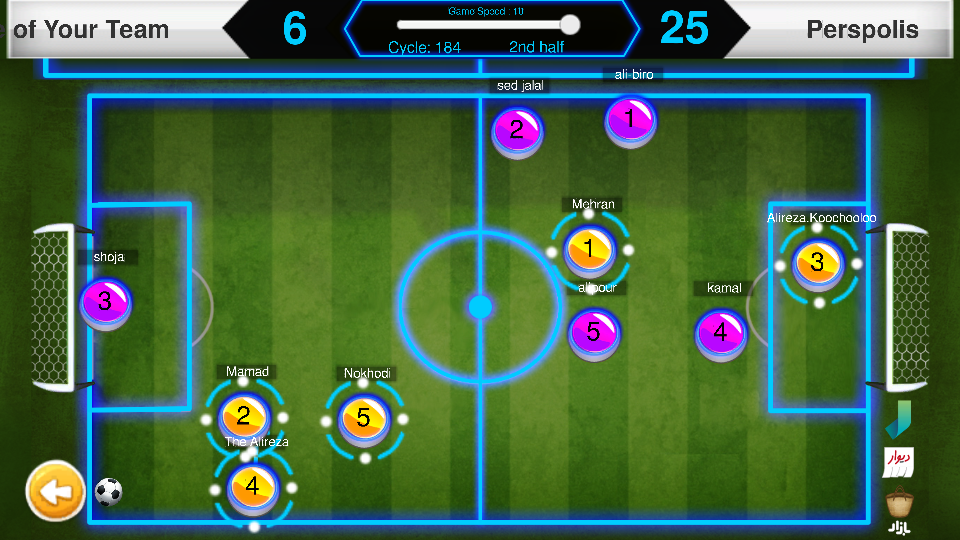 of Your Team
6
Game Speed : 10
Cycle: 184
2nd half
25
Perspolis
sed jalal
2
ali-biro
1
Mehran
1
Alireza.Koochooloo
3
shoja
3
alipour
5
kamal
4
Mamad
2
Nokhodi
5
The Alireza
4
دیوار
بازار